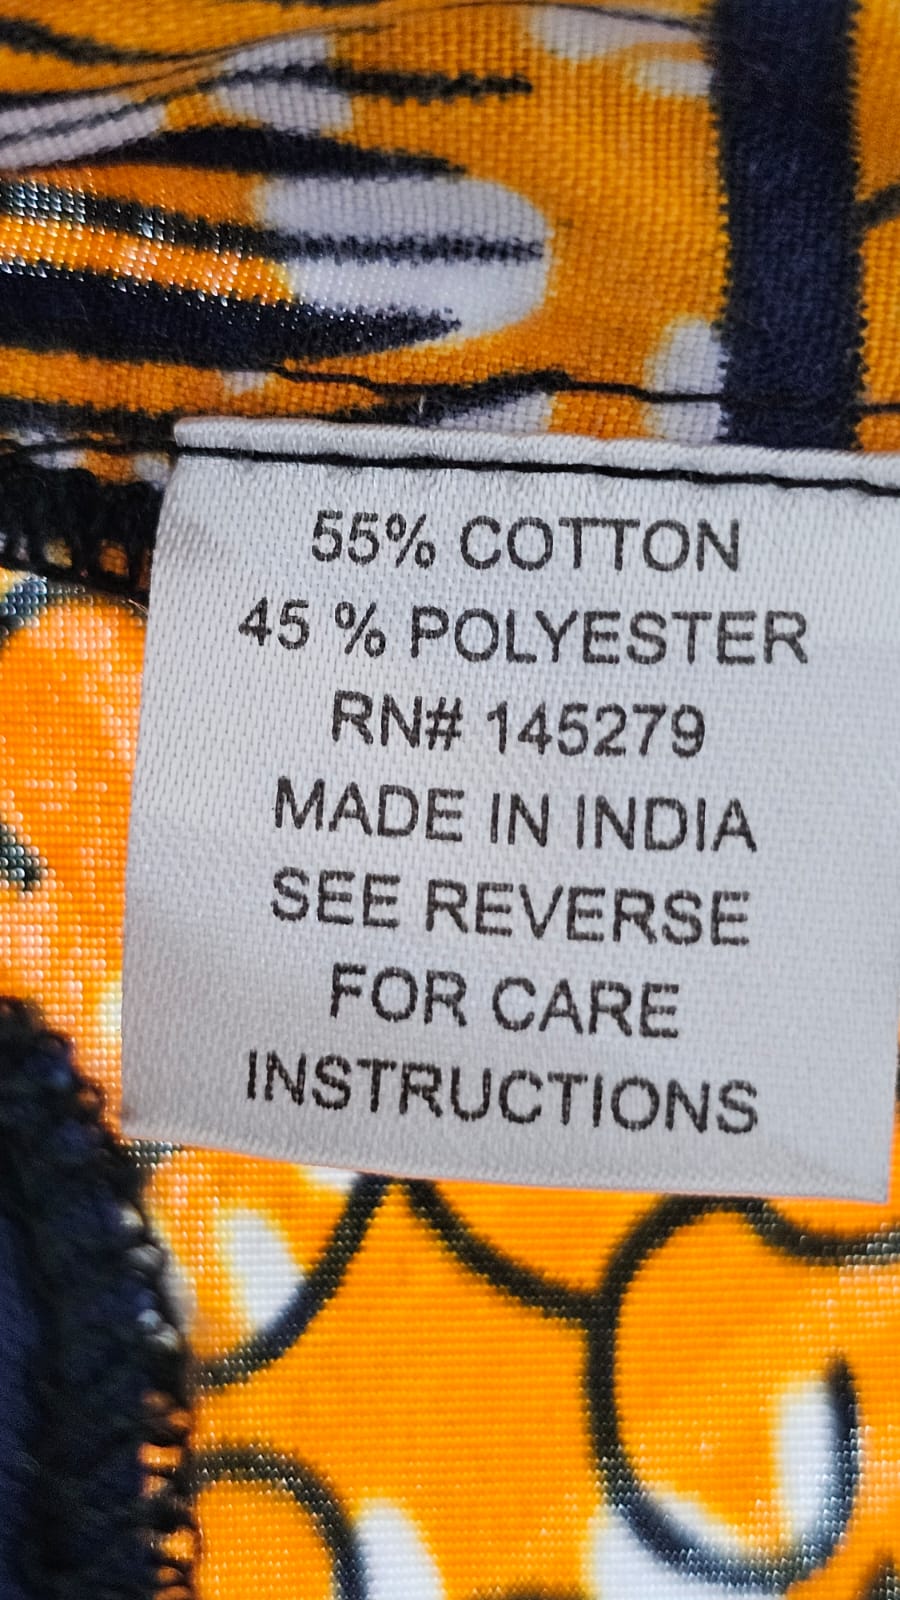 55% COTTON
45 % POLYESTER
RN# 145279
MADE IN INDIA
SEE REVERSE
FOR CARE
INSTRUCTIONS